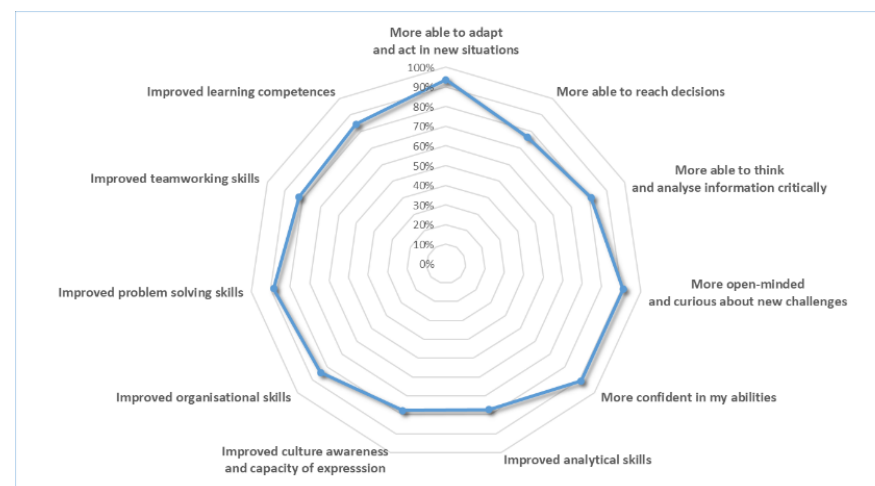 More able to adapt
and act in new situations
100%
90%
80%
70%
60%
50%
40%
30%
20%
10%
0%
More able to reach decisions
More able to think
and analyse information critically
More open-minded
and curious about new challenges
More confident in my abilities
Improved analytical skills
Improved culture awareness
and capacity of expresssion
Improved organisational skills
Improved problem solving skills
Improved teamworking skills
Improved learning competences